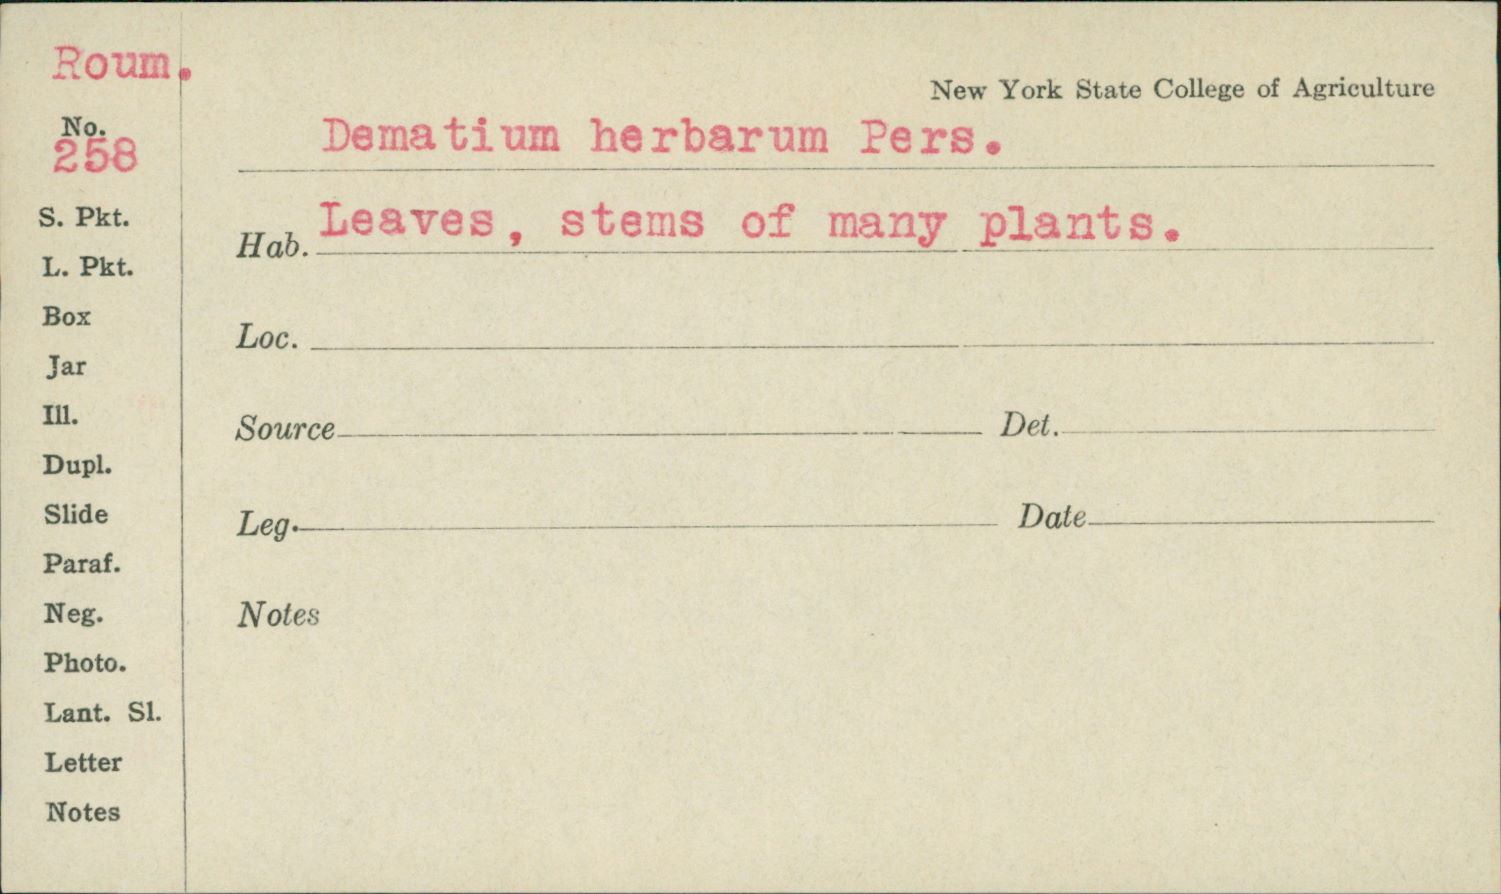 Roum.
New York State College of Agriculture
No.
258
Dematium herbarum Pers.
S. Pkt.
Hab. Leaves, stems of many plants.
L. Pkt.
Box
Loc.
Jar
Ill.
Source Det.
Dupl.
Slide
Leg. Date
Paraf.
Neg.
Notes
Photo.
Lant. Sl.
Letter
Notes